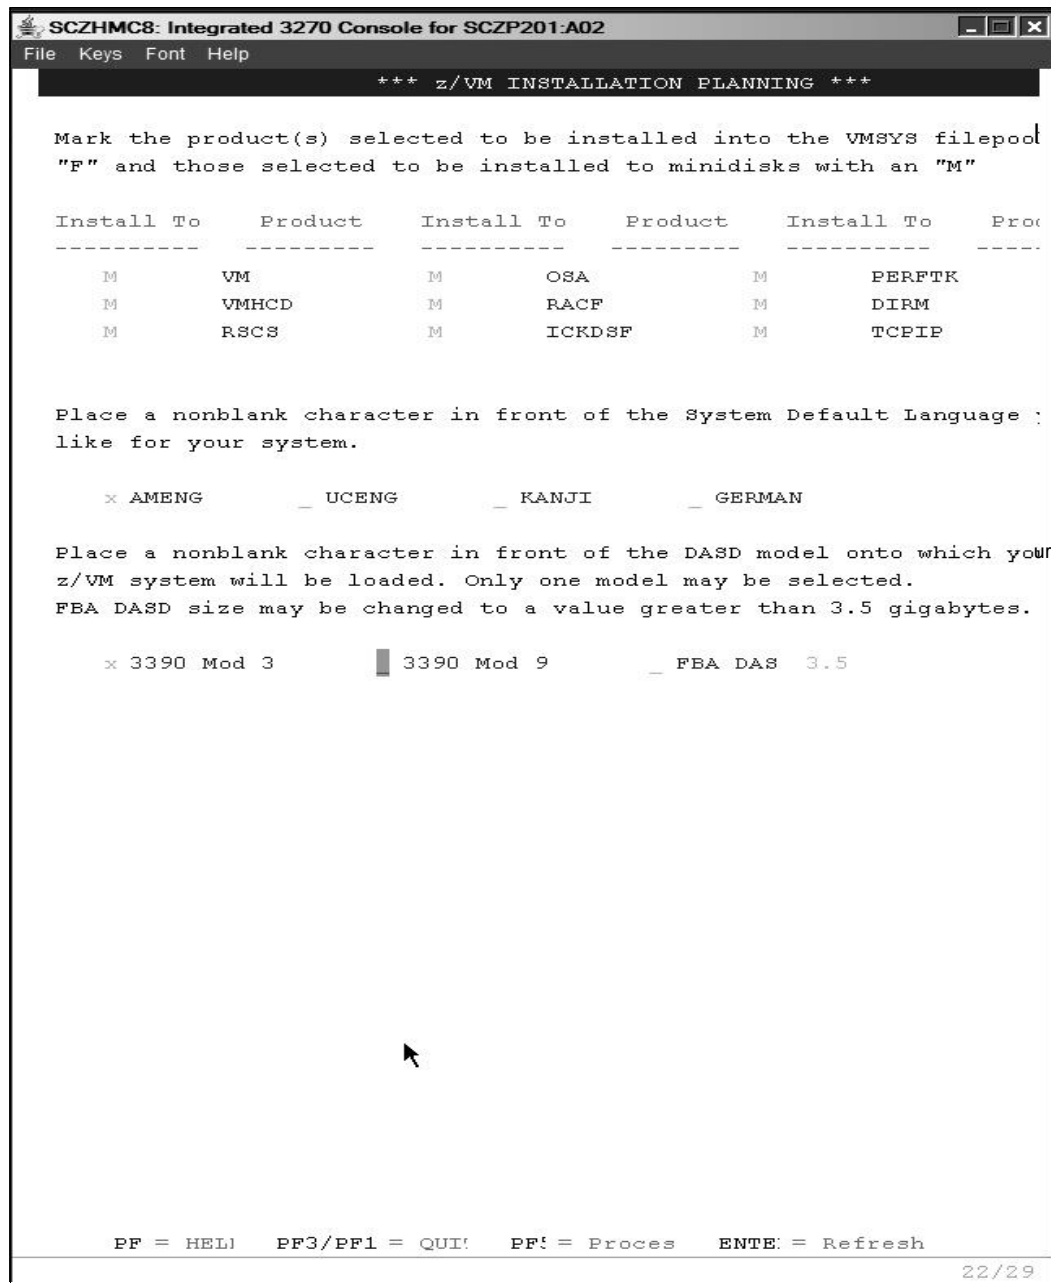 SCZHMC8: Integrated 3270 Console for SCZP201:A02
File Keys Font Help
*** z/VM INSTALLATION PLANNING ***
Mark the product(s) selected to be installed into the VMSYS filepool
"F" and those selected to be installed to minidisks with an "M"
Install To Product Install To Product Install To Prod
---------- --------- ---------- --------- ---------- -----
M VM M OSA M PERFTK
M VMHCD M RACF M DIRM
M RSCS M ICKDSF M TCPIP
Place a nonblank character in front of the System Default Language
like for your system.
x AMENG _ UCENG _ KANJI _ GERMAN
Place a nonblank character in front of the DASD model onto which your
z/VM system will be loaded. Only one model may be selected.
FBA DASD size may be changed to a value greater than 3.5 gigabytes.
x 3390 Mod 3 _ 3390 Mod 9 _ FBA DAS 3.5
PF = HEL PF3/PF1 = QUI PF = Proces ENTE = Refresh
22/29